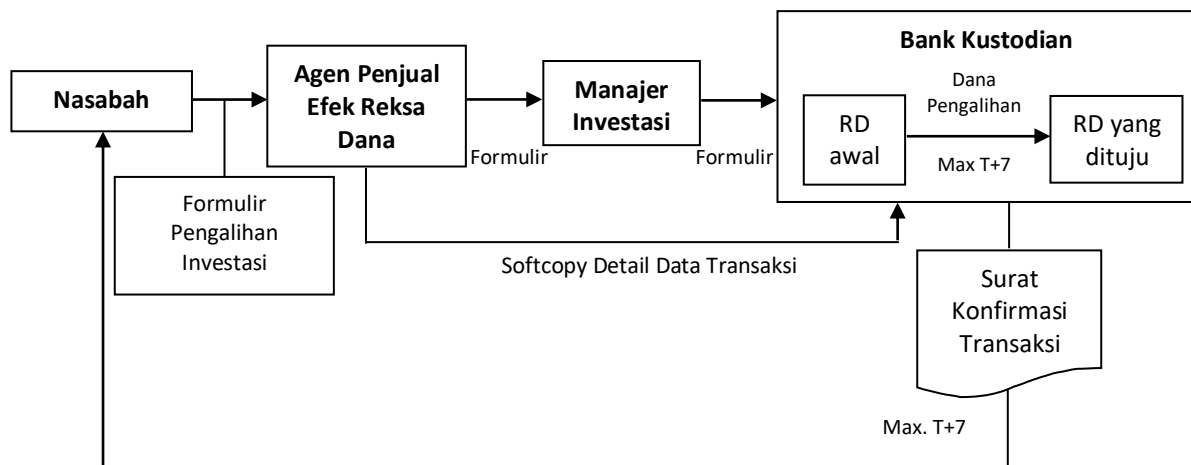 Nasabah
Formulir
Pengalihan
Investasi
Agen Penjual
Efek Reksa
Dana
Formulir
Manajer
Investasi
Formulir
Bank Kustodian
RD
awal
Dana
Pengalihan
Max T+7
RD yang
dituju
Softcopy Detail Data Transaksi
Surat
Konfirmasi
Transaksi
Max. T+7